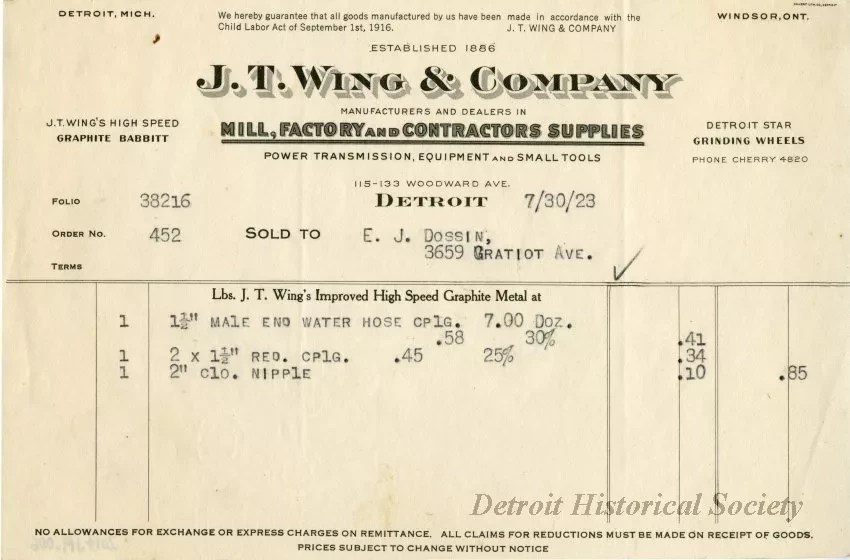 DETROIT, MICH.
We hereby guarantee that all goods manufactured by us have been made in accordance with the
Child Labor Act of September 1st, 1916. J. T. WING & COMPANY
WINDSOR, ONT.
ESTABLISHED 1886
J. T. WING & COMPANY
MANUFACTURERS AND DEALERS IN
MILL, FACTORY AND CONTRACTORS SUPPLIES
POWER TRANSMISSION, EQUIPMENT AND SMALL TOOLS
J.T. WING'S HIGH SPEED
GRAPHITE BABBITT
DETROIT STAR
GRINDING WHEELS
PHONE CHERRY 4820
115-133 WOODWARD AVE.
FOLIO 38216 DETROIT 7/30/23
ORDER NO. 452 SOLD TO E. J. DOSSIN,
3659 GRATIOT AVE.
TERMS
Lbs. J. T. Wing's Improved High Speed Graphite Metal at
1 1½" MALE END WATER HOSE CPLG. 7.00 DOZ.
.58 30% .41
1 2 X 1½" RED. CPLG. .45 25% .34
1 2" CLO. NIPPLE .10 .85
Detroit Historical Society
NO ALLOWANCES FOR EXCHANGE OR EXPRESS CHARGES ON REMITTANCE. ALL CLAIMS FOR REDUCTIONS MUST BE MADE ON RECEIPT OF GOODS.
PRICES SUBJECT TO CHANGE WITHOUT NOTICE